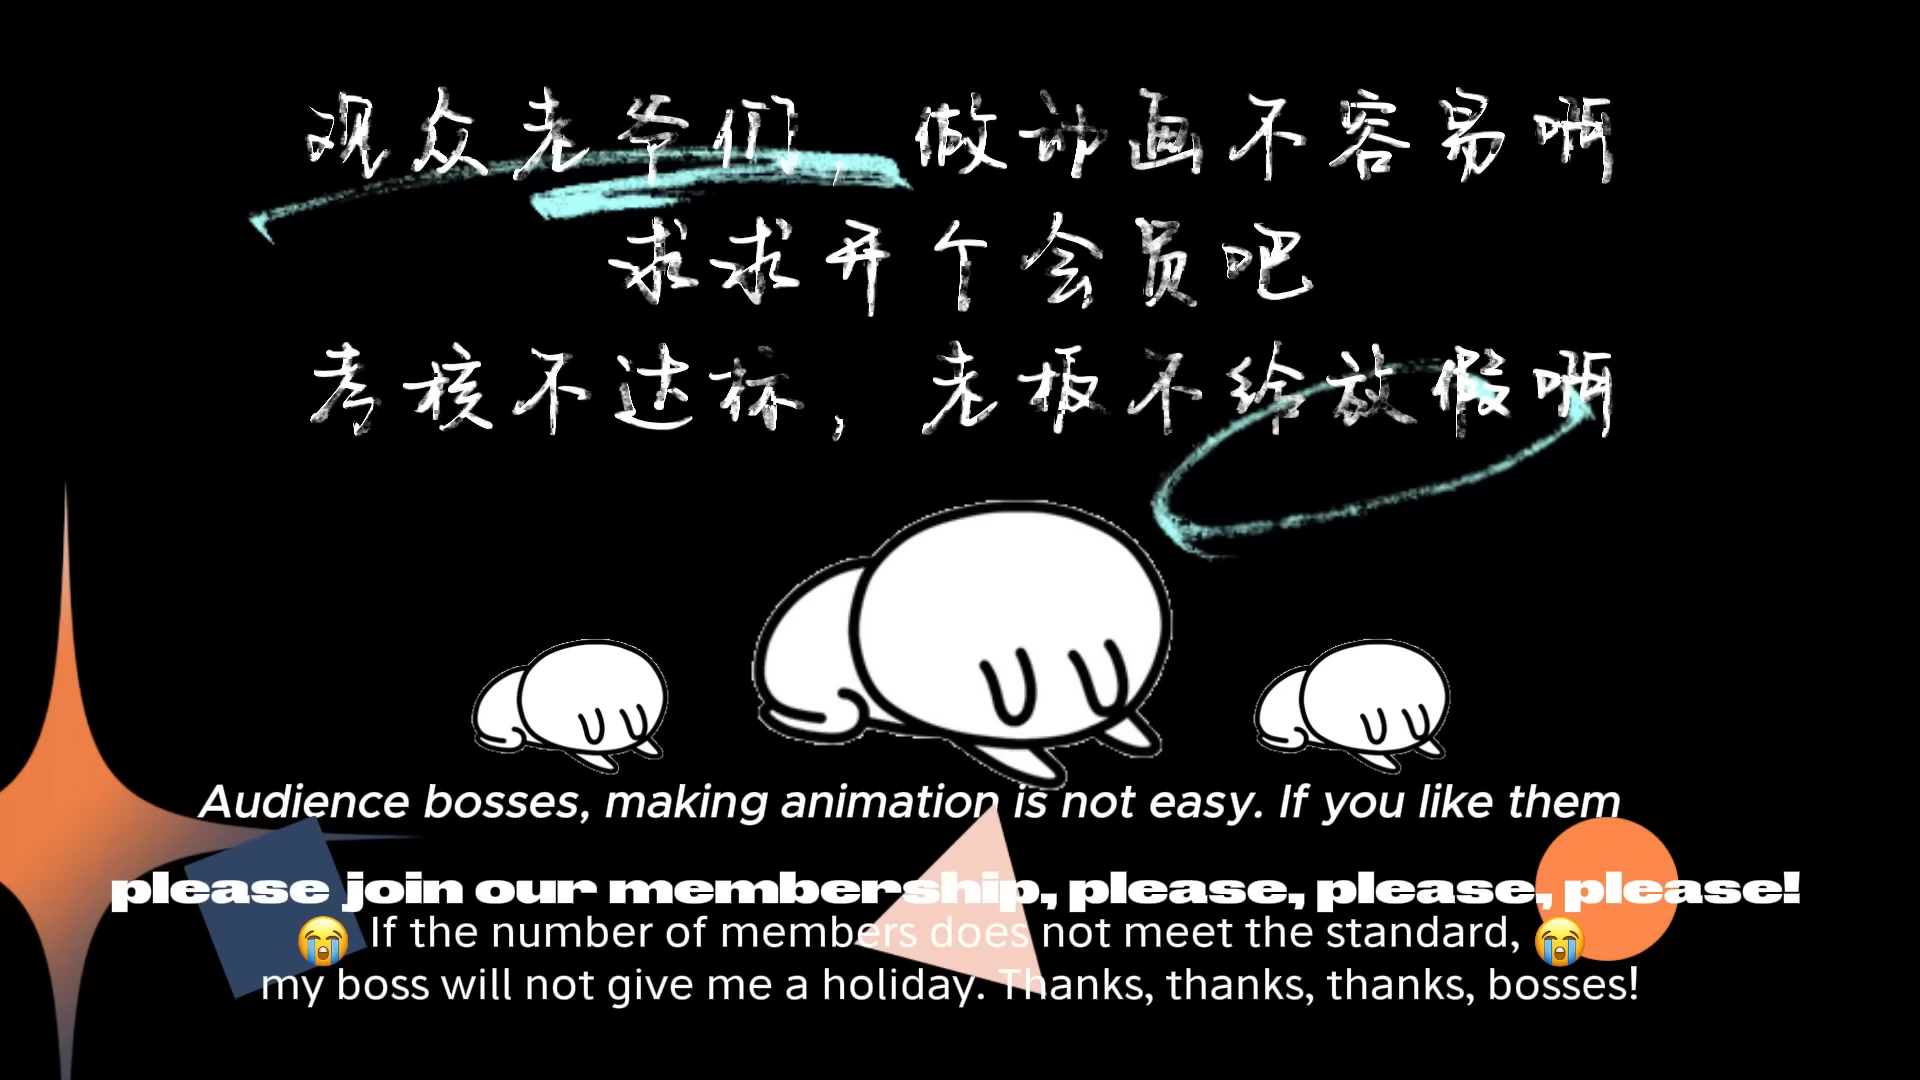 观众老爷们，做动画不容易啊
求求开个会员吧
考核不达标，老板不给放假啊
Audience bosses, making animation is not easy. If you like them
please join our membership, please, please, please!
😭 If the number of members does not meet the standard, 😭
my boss will not give me a holiday. Thanks, thanks, thanks, bosses!